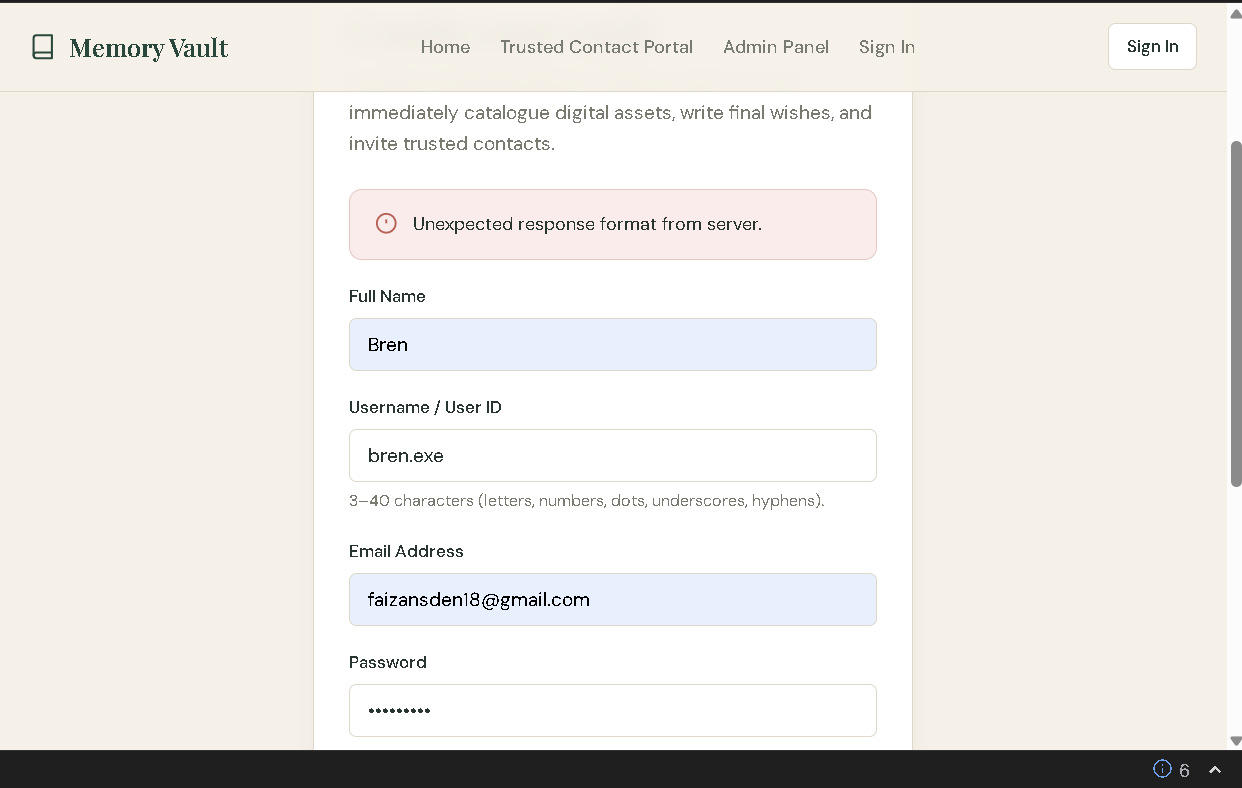 Memory Vault
Home
Trusted Contact Portal
Admin Panel
Sign In
Sign In
immediately catalogue digital assets, write final wishes, and
invite trusted contacts.
Unexpected response format from server.
Full Name
Bren
Username / User ID
bren.exe
3–40 characters (letters, numbers, dots, underscores, hyphens).
Email Address
faizansden18@gmail.com
Password
•••••••••
6